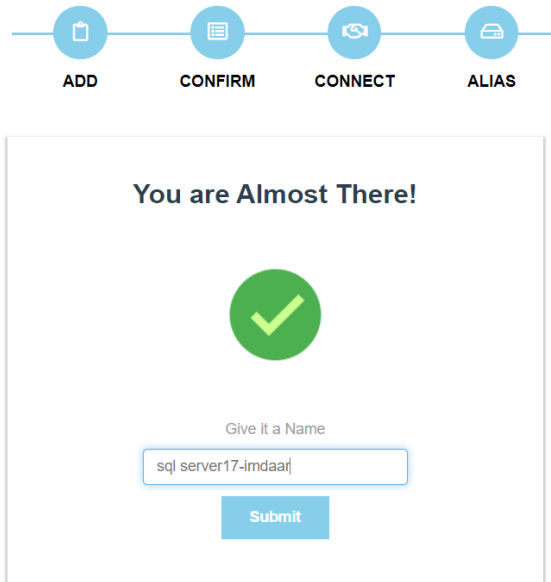 ADD CONFIRM CONNECT ALIAS
You are Almost There!
Give it a Name
sql server17-imdaar
Submit